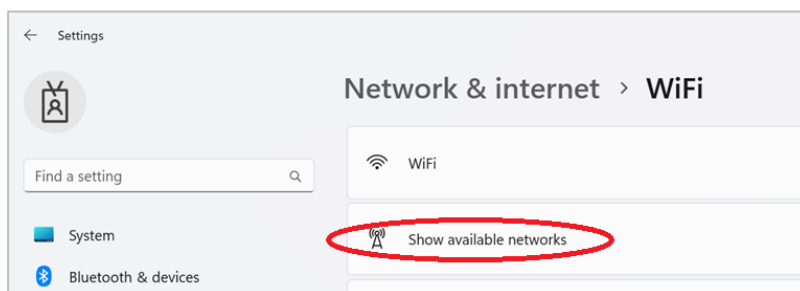 Settings
Network & internet > WiFi
WiFi
Find a setting
Show available networks
System
Bluetooth & devices